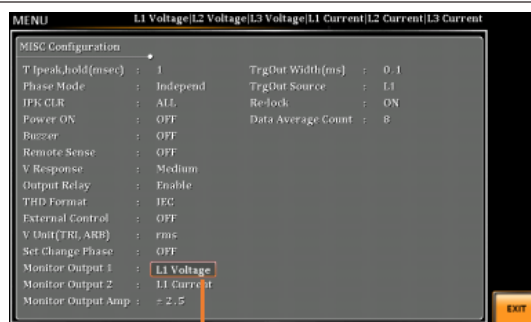 MENU L1 Voltage|L2 Voltage|L3 Voltage|L1 Current|L2 Current|L3 Current
MISC Configuration
T Ipeak,hold(msec) : 1 TrgOut Width(ms) : 0.1
Phase Mode : Independ TrgOut Source : L1
IPK CLR : ALL Re-lock : ON
Power ON : OFF Data Average Count : 8
Buzzer : OFF
Remote Sense : OFF
V Response : Medium
Output Relay : Enable
THD Format : IEC
External Control : OFF
V Unit(TRI, ARB) : rms
Set Change Phase : OFF
Monitor Output 1 : L1 Voltage
Monitor Output 2 : L1 Current
Monitor Output Amp : ± 2.5
EXIT